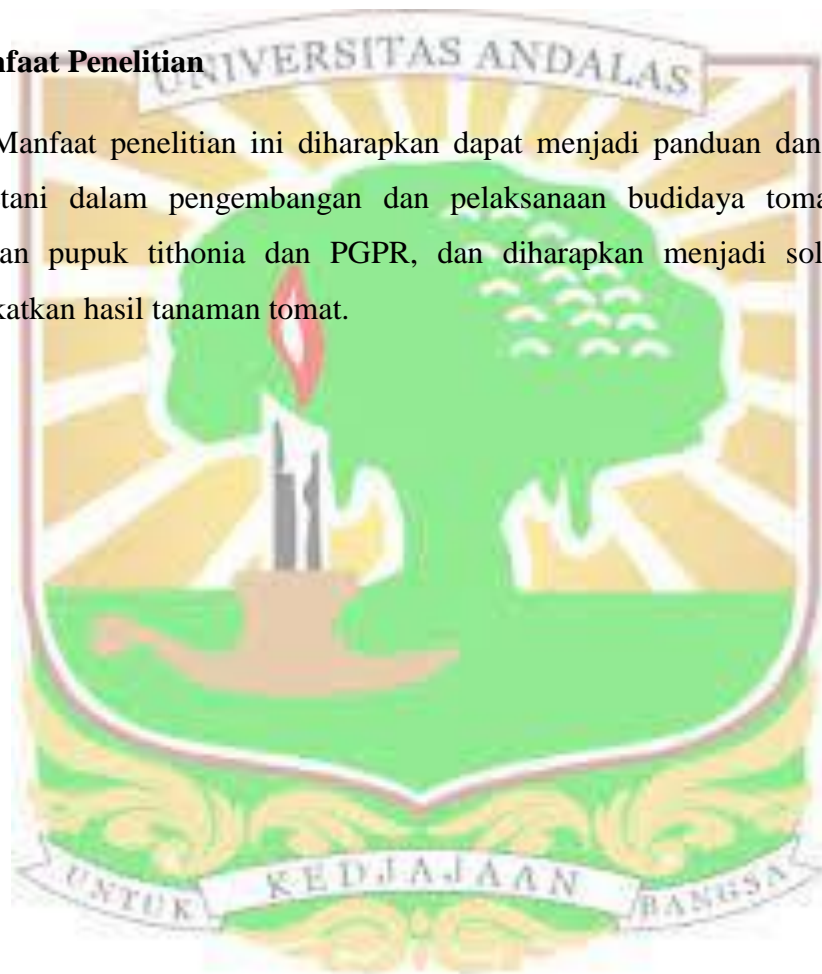 nfaat Penelitian
UNIVERSITAS ANDALAS
Manfaat penelitian ini diharapkan dapat menjadi panduan dan
tani dalam pengembangan dan pelaksanaan budidaya toma
an pupuk tithonia dan PGPR, dan diharapkan menjadi sol
katkan hasil tanaman tomat.
UNTUK KEDJAJAAN BANGSA